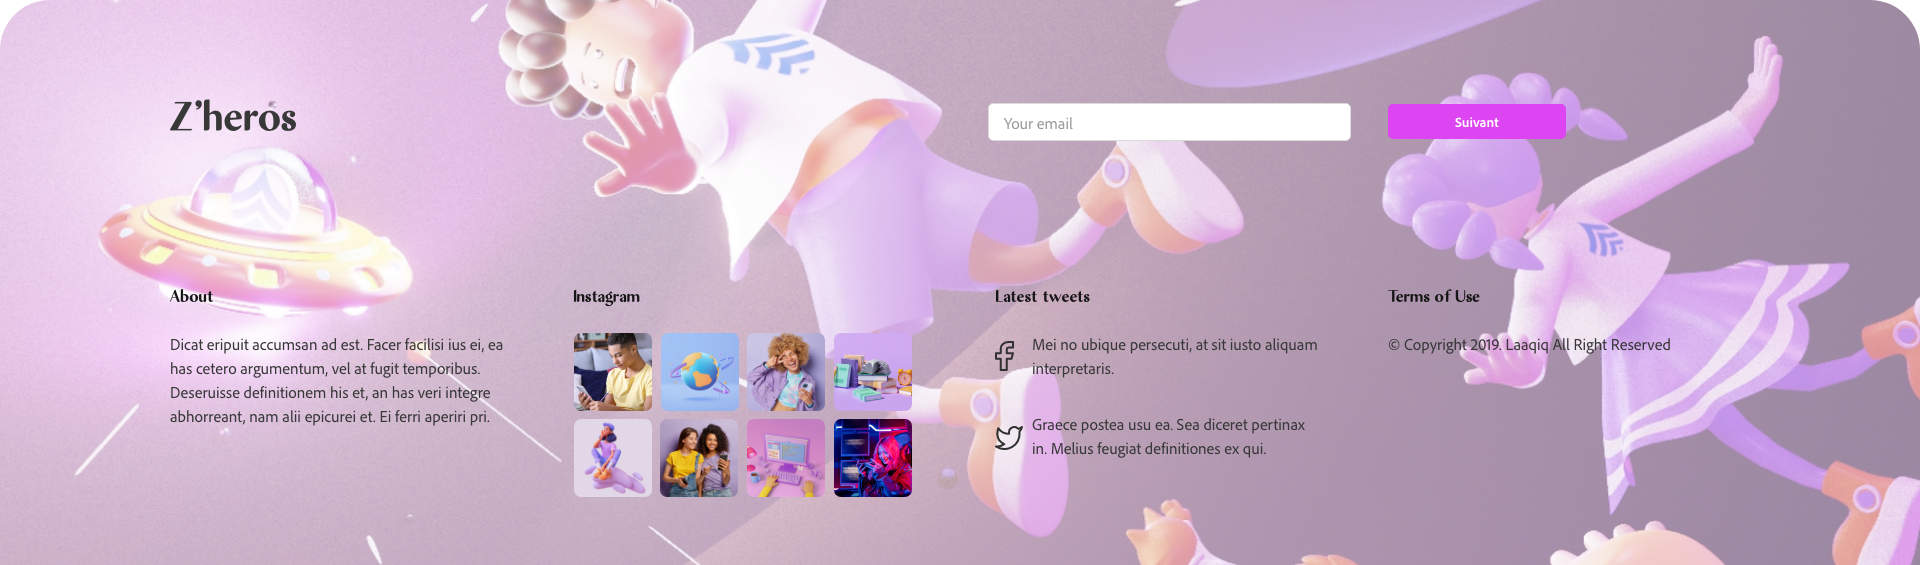 Z'heros
Your email
Suivant
About
Dicat eripuit accumsan ad est. Facer facilisi ius ei, ea
has cetero argumentum, vel at fugit temporibus.
Deseruisse definitionem his et, an has veri integre
abhorreant, nam alii epicurei et. Ei ferri aperiri pri.
Instagram
Latest tweets
Mei no ubique persecuti, at sit iusto aliquam
interpretaris.
Graece postea usu ea. Sea diceret pertinax
in. Melius feugiat definitiones ex qui.
Terms of Use
© Copyright 2019. Laaqiq All Right Reserved